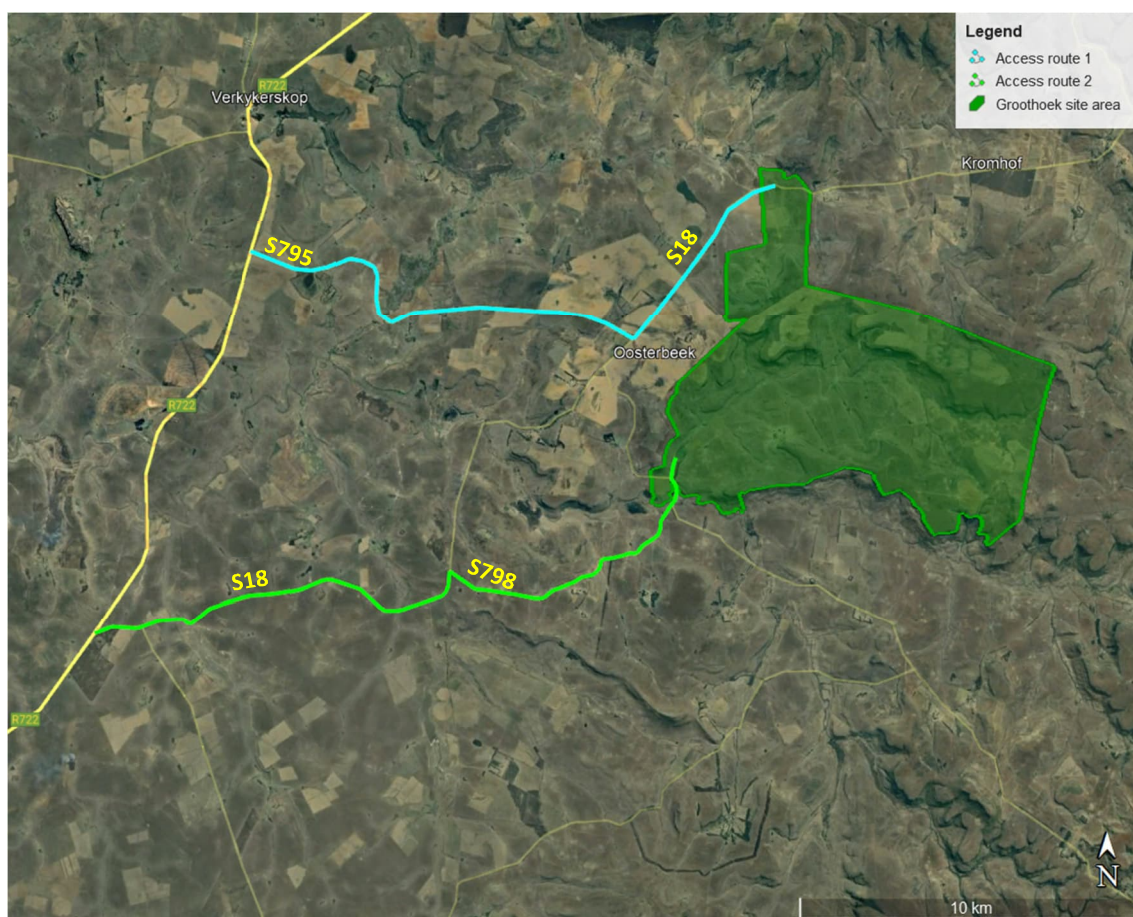 Legend
Access route 1
Access route 2
Groothoek site area
R722
Verkykerskop
Kromhof
S795
S18
Oosterbeek
R722
S798
S18
R722
N
10 km